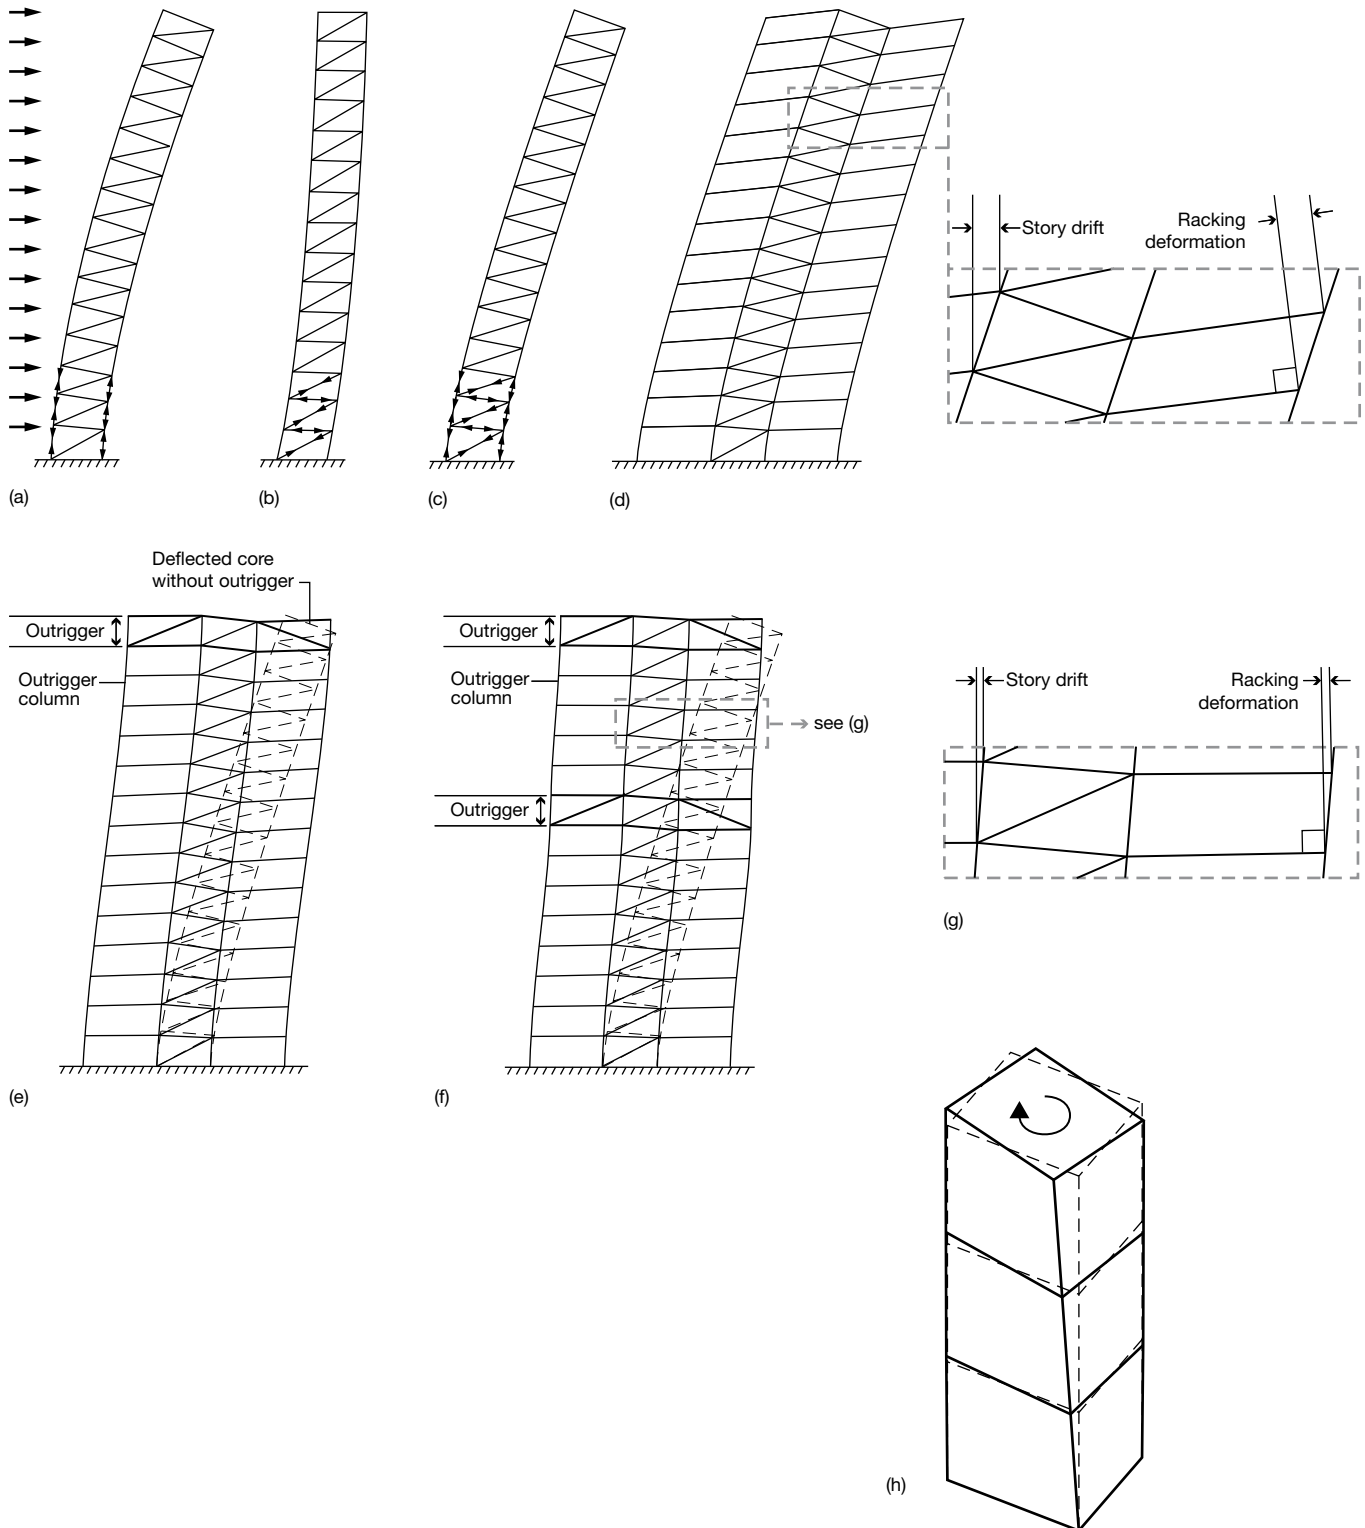 Story drift
Racking
deformation
(a)
(b)
(c)
(d)
Deflected core
without outrigger
Outrigger
Outrigger
column
Outrigger
Outrigger
column
see (g)
Outrigger
Story drift
Racking
deformation
(g)
(e)
(f)
(h)